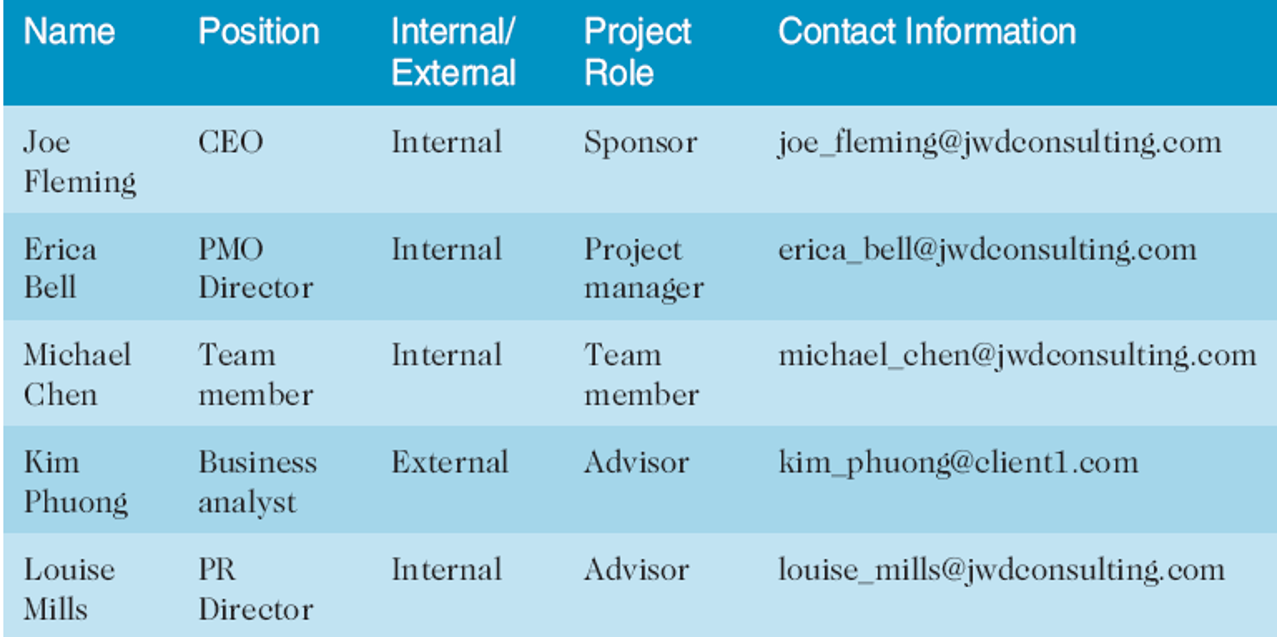 Name Position Internal/ Project Contact Information
External Role
Joe CEO Internal Sponsor joe_fleming@jwdconsulting.com
Fleming
Erica PMO Internal Project erica_bell@jwdconsulting.com
Bell Director manager
Michael Team Internal Team michael_chen@jwdconsulting.com
Chen member member
Kim Business External Advisor kim_phuong@client1.com
Phuong analyst
Louise PR Internal Advisor louise_mills@jwdconsulting.com
Mills Director